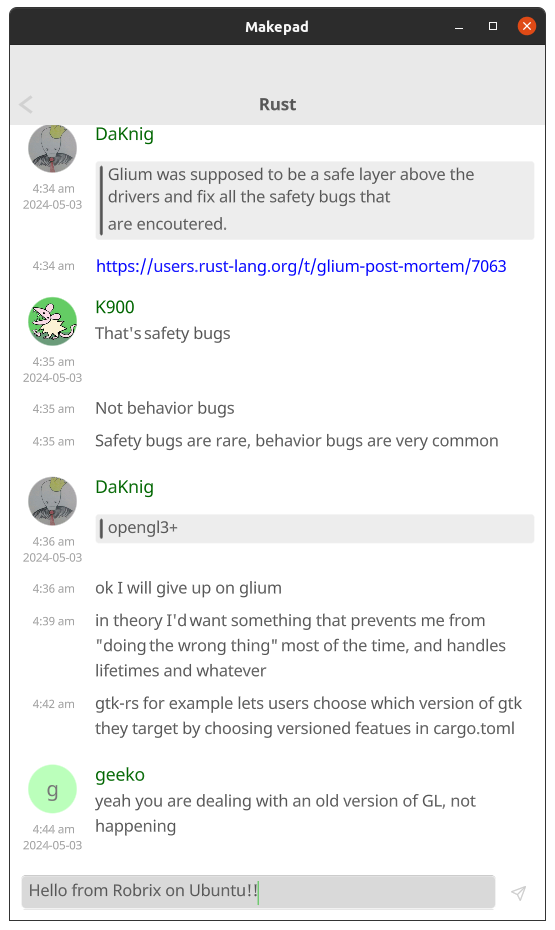 Makepad
Rust
DaKnig
4:34 am
2024-05-03
Glium was supposed to be a safe layer above the
drivers and fix all the safety bugs that
are encoutered.
4:34 am
https://users.rust-lang.org/t/glium-post-mortem/7063
K900
That's safety bugs
4:35 am
2024-05-03
4:35 am
Not behavior bugs
4:35 am
Safety bugs are rare, behavior bugs are very common
DaKnig
4:36 am
2024-05-03
opengl3+
4:36 am
ok I will give up on glium
4:39 am
in theory I'd want something that prevents me from
"doing the wrong thing" most of the time, and handles
lifetimes and whatever
4:42 am
gtk-rs for example lets users choose which version of gtk
they target by choosing versioned featues in cargo.toml
g
geeko
4:44 am
2024-05-03
yeah you are dealing with an old version of GL, not
happening
Hello from Robrix on Ubuntu!!